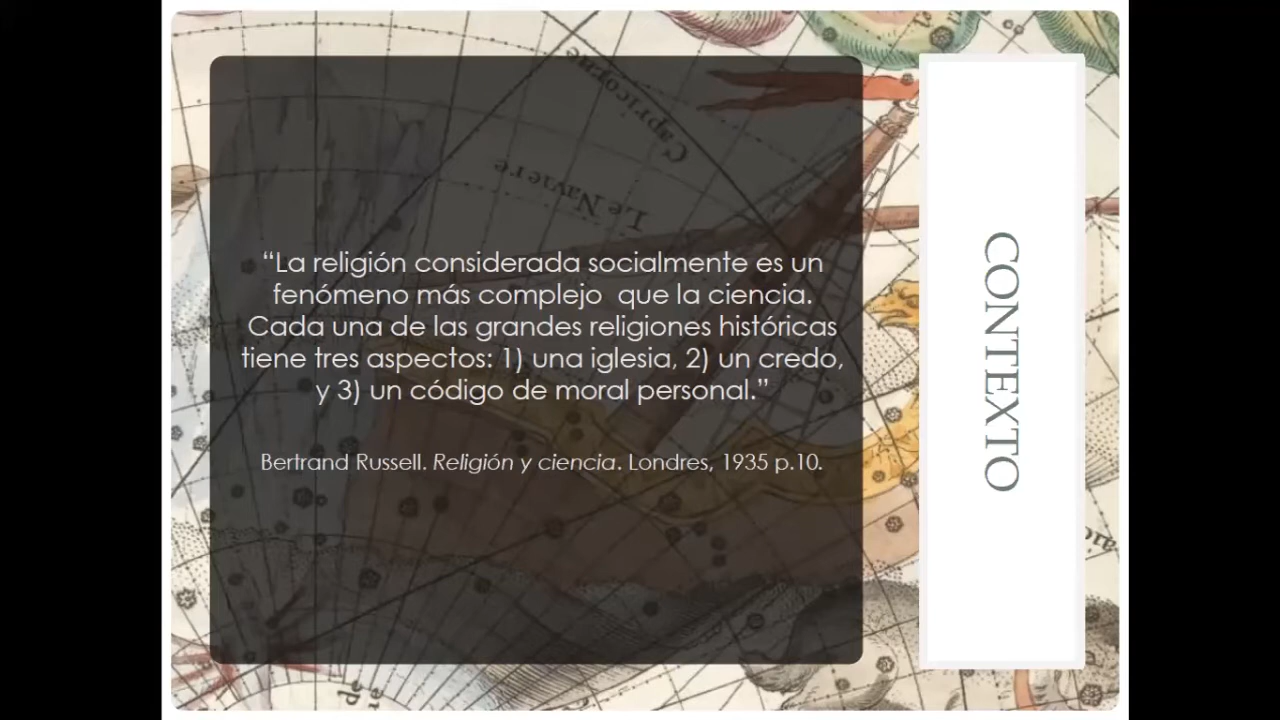 Capricorne
Le Navire
“La religión considerada socialmente es un
fenómeno más complejo  que la ciencia.
Cada una de las grandes religiones históricas
tiene tres aspectos: 1) una iglesia, 2) un credo,
y 3) un código de moral personal.”
Bertrand Russell. Religión y ciencia. Londres, 1935 p.10.
CONTEXTO
de